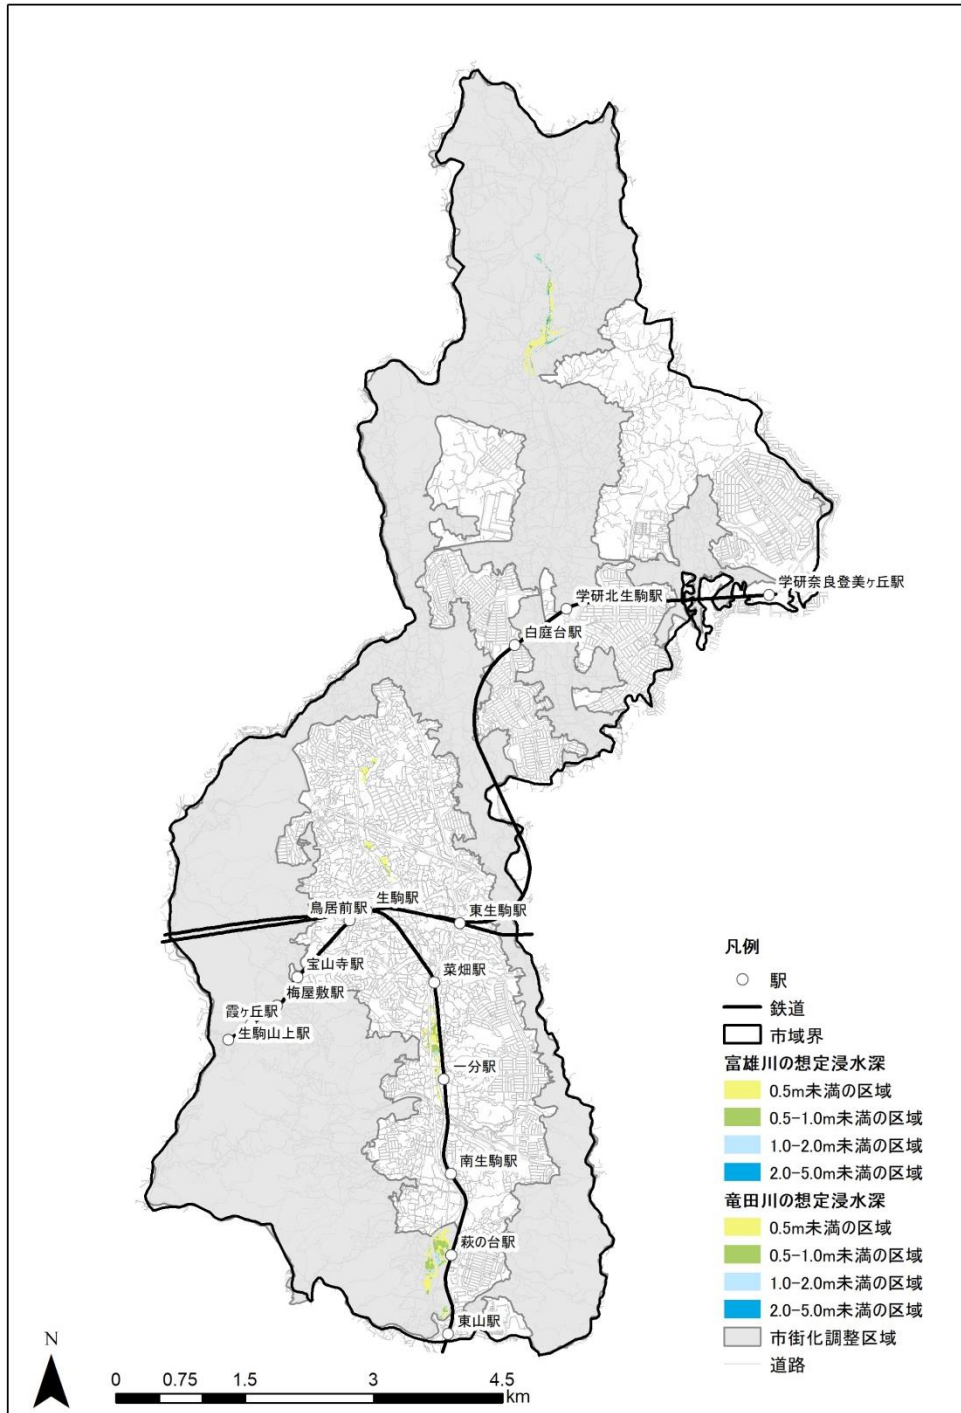 学研奈良登美ヶ丘駅
学研北生駒駅
白庭台駅
生駒駅
鳥居前駅
東生駒駅
宝山寺駅
菜畑駅
梅屋敷駅
霞ヶ丘駅
生駒山上駅
一分駅
南生駒駅
萩の台駅
東山駅
凡例
駅
鉄道
市域界
富雄川の想定浸水深
0.5m未満の区域
0.5-1.0m未満の区域
1.0-2.0m未満の区域
2.0-5.0m未満の区域
竜田川の想定浸水深
0.5m未満の区域
0.5-1.0m未満の区域
1.0-2.0m未満の区域
2.0-5.0m未満の区域
市街化調整区域
道路
N
0 0.75 1.5 3 4.5
km